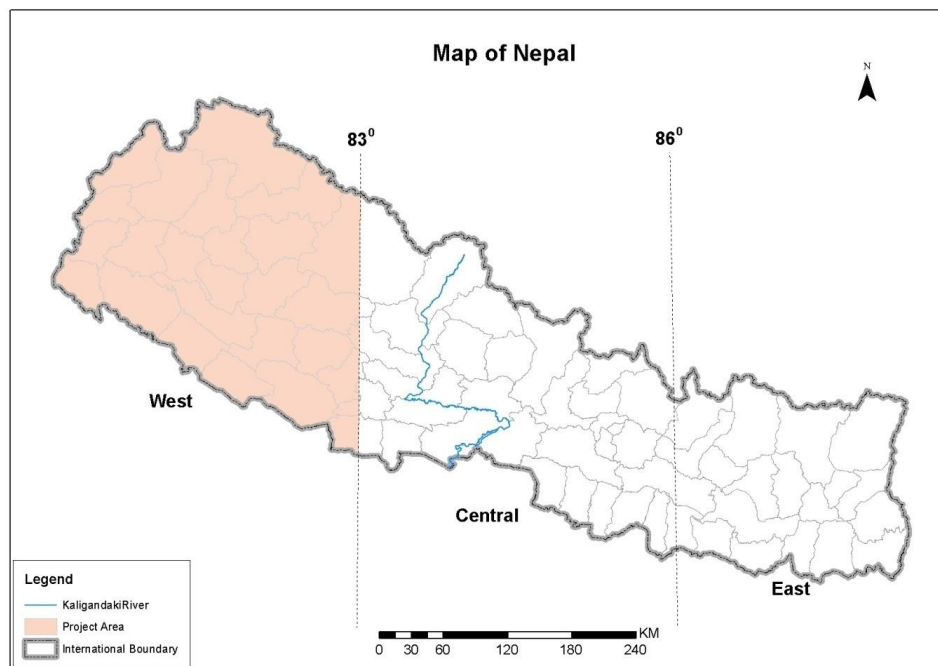 Map of Nepal
N
83⁰
86⁰
West
Central
East
Legend
KaligandakiRiver
Project Area
International Boundary
KM
0 15 30 60 120 180 240